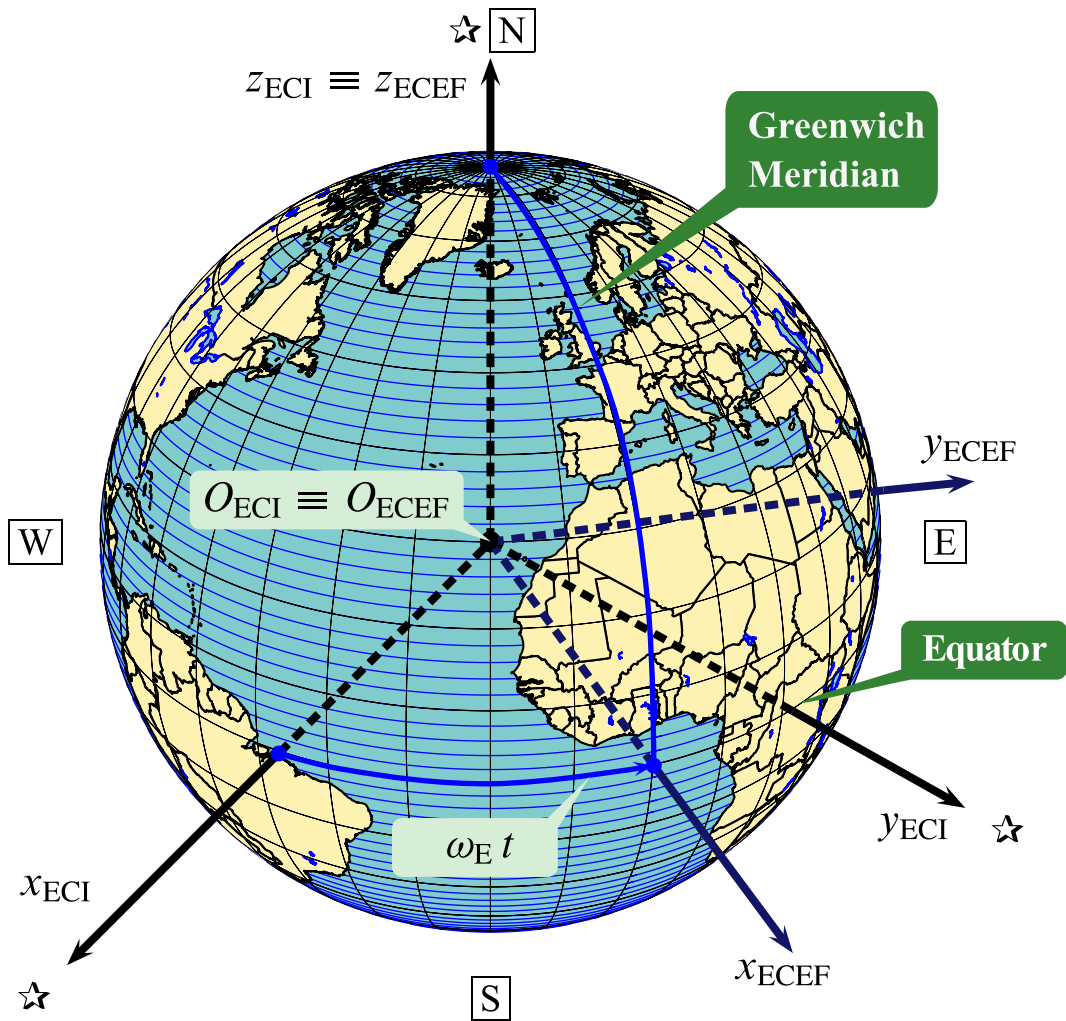 ☆ N
z_ECI ≡ z_ECEF
Greenwich
Meridian
y_ECEF
O_ECI ≡ O_ECEF
W
E
Equator
y_ECI ☆
ω_E t
x_ECI
x_ECEF
☆
S